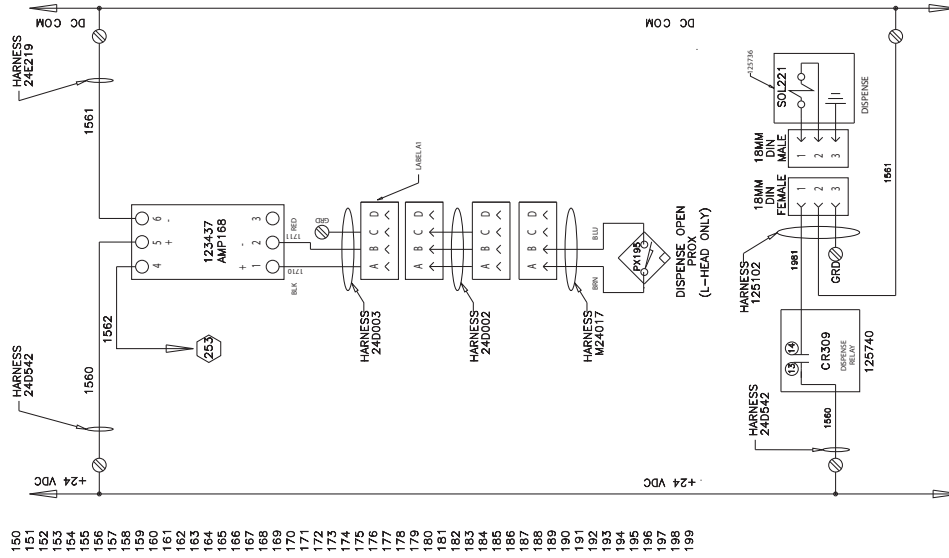 150
151
152
153
154
155
156
157
158
159
160
161
162
163
164
165
166
167
168
169
170
171
172
173
174
175
176
177
178
179
180
181
182
183
184
185
186
187
188
189
190
191
192
193
194
195
196
197
198
199
+24 VDC
DC COM
HARNESS
24D542
1560
1562
253
HARNESS
24E219
1561
4 5 6
+ -
123437
AMP168
+ -
1 2 3
BLK
1710
1711 RED
GRD
HARNESS
24D003
A B C D
LABEL A1
A B C D
HARNESS
24D002
A B C D
A B C D
HARNESS
M24017
BRN
BLU
PX195
DISPENSE OPEN
PROX
(L-HEAD ONLY)
+24 VDC
DC COM
HARNESS
24D542
1560
13 14
CR309
DISPENSE
RELAY
125740
HARNESS
125102
1981
GRD
1561
18MM
DIN
FEMALE
1 2 3
18MM
DIN
MALE
1 2 3
125736
SOL221
DISPENSE